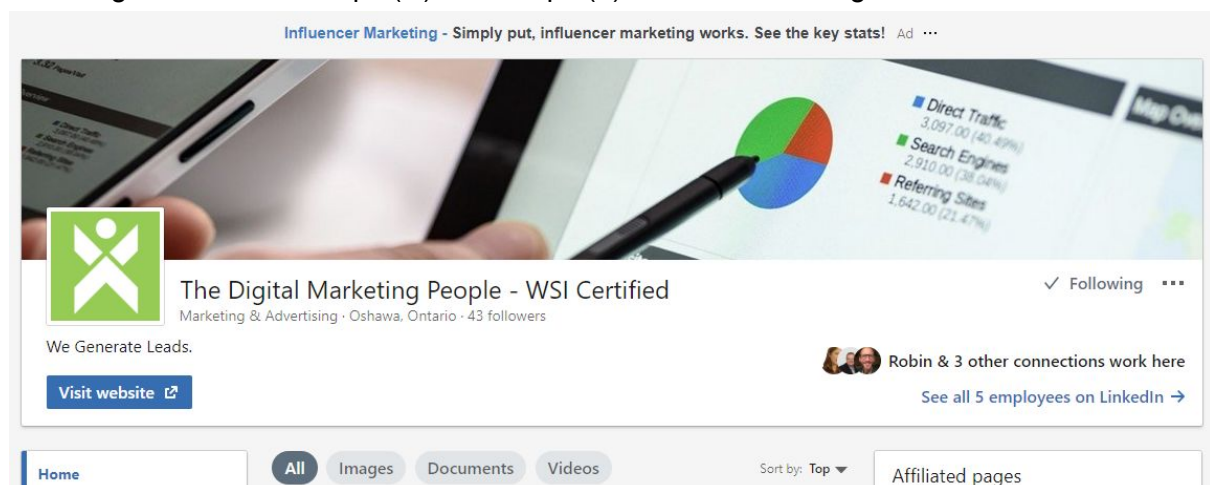 Influencer Marketing - Simply put, influencer marketing works. See the key stats! Ad ···
Direct Traffic
3,097.00 (40.49%)
Search Engines
2,910.00 (38.04%)
Referring Sites
1,642.00 (21.47%)
The Digital Marketing People - WSI Certified
Marketing & Advertising · Oshawa, Ontario · 43 followers
✓ Following ···
We Generate Leads.
Robin & 3 other connections work here
Visit website
See all 5 employees on LinkedIn →
Home
All Images Documents Videos
Sort by: Top
Affiliated pages